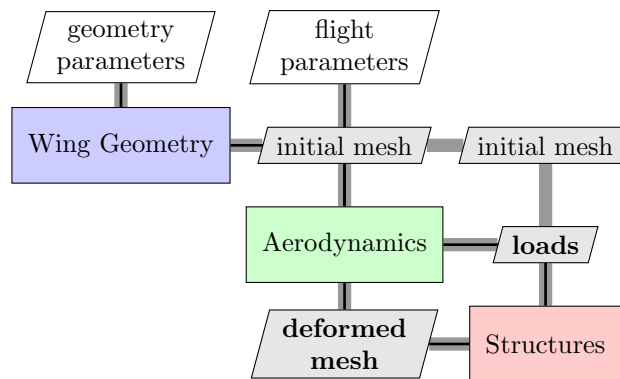 geometry
parameters
flight
parameters
Wing Geometry
initial mesh
initial mesh
Aerodynamics
loads
deformed
mesh
Structures